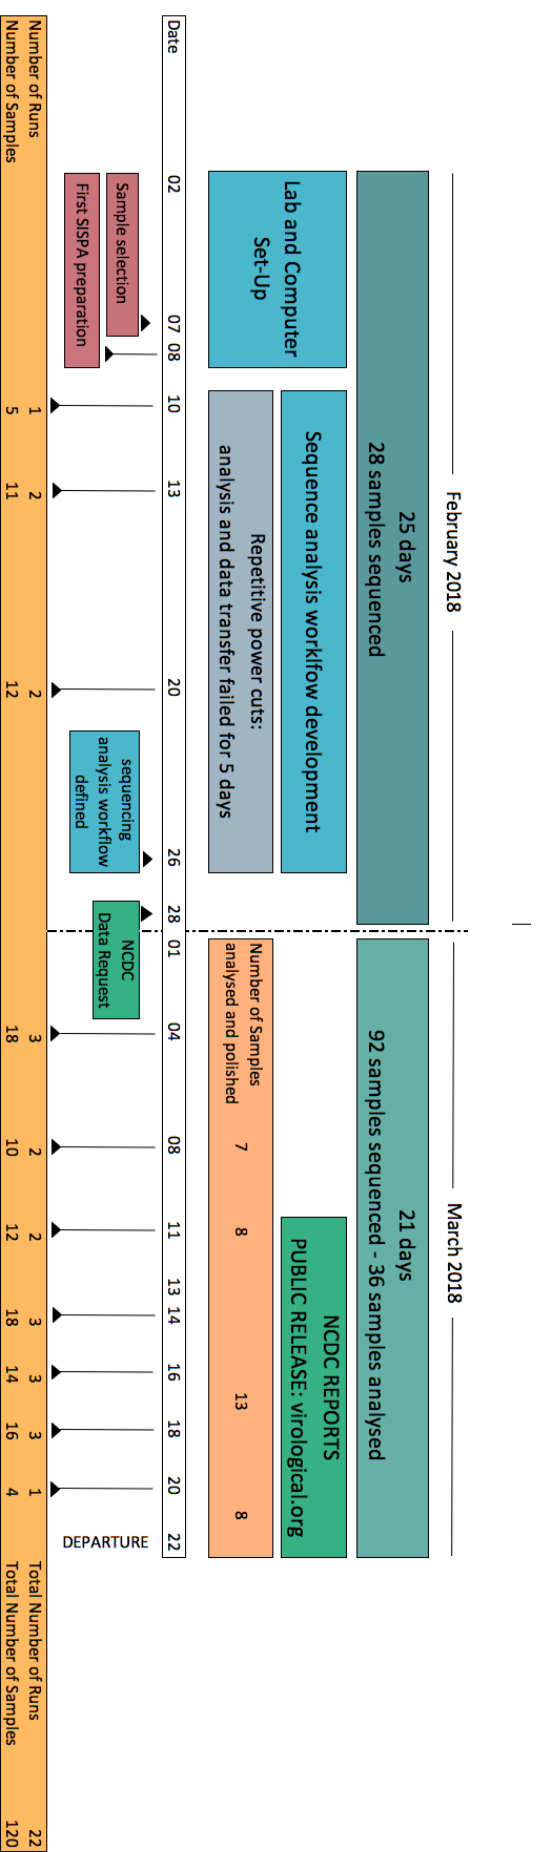 February 2018
March 2018
25 days
28 samples sequenced
21 days
92 samples sequenced - 36 samples analysed
Lab and Computer
Set-Up
Sequence analysis worklfow development
NCDC REPORTS
PUBLIC RELEASE: virological.org
Repetitive power cuts:
analysis and data transfer failed for 5 days
Number of Samples
analysed and polished
7
8
13
8
Date
02
07
08
10
13
20
26
28
01
04
08
11
13
14
16
18
20
22
Sample selection
First SISPA preparation
sequencing
analysis workflow
defined
NCDC
Data Request
DEPARTURE
Number of Runs
1
2
2
3
2
2
3
3
3
1
Total Number of Runs
22
Number of Samples
5
11
12
18
10
12
18
14
16
4
Total Number of Samples
120